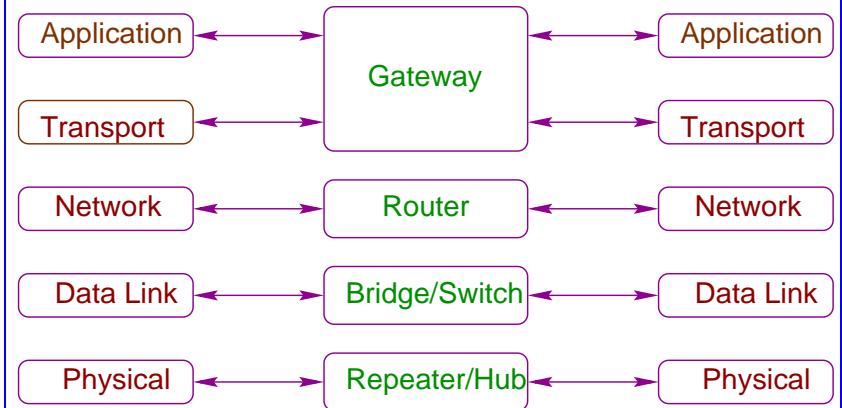 Application
Gateway
Application
Transport
Transport
Network
Router
Network
Data Link
Bridge/Switch
Data Link
Physical
Repeater/Hub
Physical